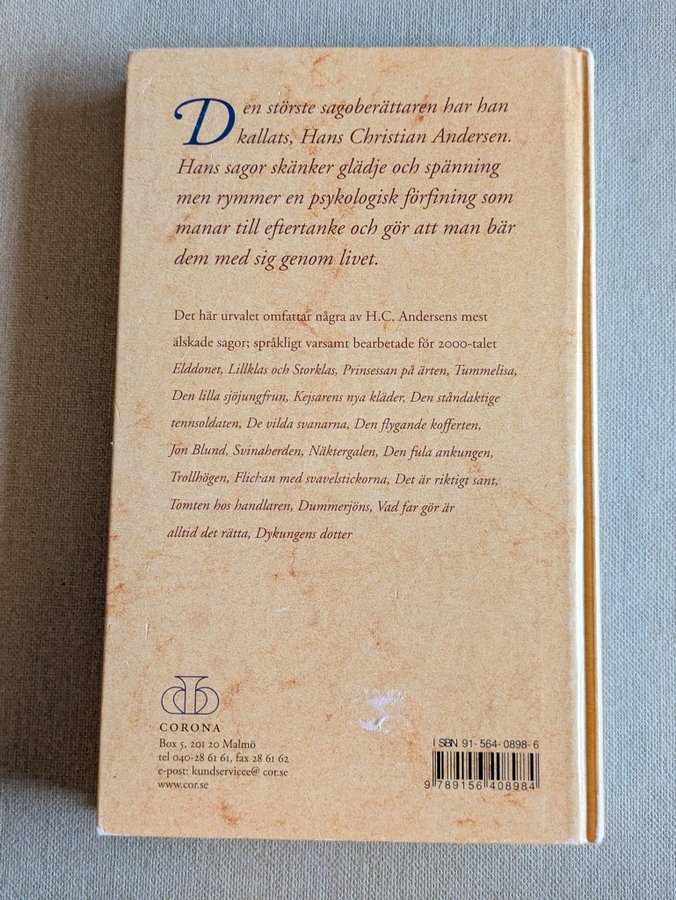 Den störste sagoberättaren har han
kallats, Hans Christian Andersen.
Hans sagor skänker glädje och spänning
men rymmer en psykologisk förfining som
manar till eftertanke och gör att man bär
dem med sig genom livet.
Det här urvalet omfattar några av H.C. Andersens mest
älskade sagor; språkligt varsamt bearbetade för 2000-talet
Elddonet, Lillklas och Storklas, Prinsessan på ärten, Tummelisa,
Den lilla sjöjungfrun, Kejsarens nya kläder, Den ståndaktige
tennsoldaten, De vilda svanarna, Den flygande kofferten,
Jon Blund, Svinaherden, Näktergalen, Den fula ankungen,
Trollhögen, Flickan med svavelstickorna, Det är riktigt sant,
Tomten hos handlaren, Dummerjöns, Vad far gör är
alltid det rätta, Dykungens dotter
CORONA
Box 5, 201 20 Malmö
tel 040-28 61 61, fax 28 61 62
e-post: kundservicee@ cor.se
www.cor.se
ISBN 91-564-0898-6
9 789156 408984